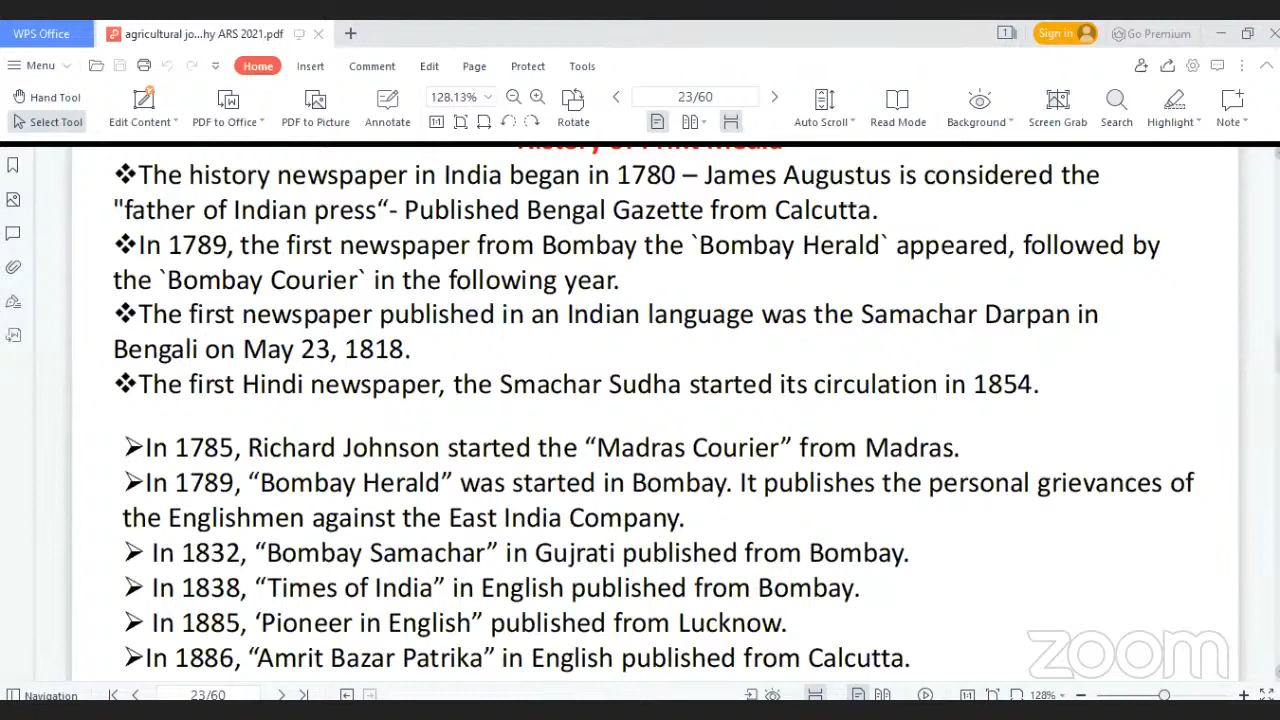 WPS Office
agricultural jo...hy ARS 2021.pdf
1
Sign in
Go Premium
Menu
Home
Insert
Comment
Edit
Page
Protect
Tools
Hand Tool
Select Tool
Edit Content
PDF to Office
PDF to Picture
Annotate
128.13%
Rotate
23/60
Auto Scroll
Read Mode
Background
Screen Grab
Search
Highlight
Note
History of Print Media
❖The history newspaper in India began in 1780 – James Augustus is considered the
"father of Indian press“- Published Bengal Gazette from Calcutta.
❖In 1789, the first newspaper from Bombay the `Bombay Herald` appeared, followed by
the `Bombay Courier` in the following year.
❖The first newspaper published in an Indian language was the Samachar Darpan in
Bengali on May 23, 1818.
❖The first Hindi newspaper, the Smachar Sudha started its circulation in 1854.
➢In 1785, Richard Johnson started the “Madras Courier” from Madras.
➢In 1789, “Bombay Herald” was started in Bombay. It publishes the personal grievances of
the Englishmen against the East India Company.
➢ In 1832, “Bombay Samachar” in Gujrati published from Bombay.
➢ In 1838, “Times of India” in English published from Bombay.
➢ In 1885, ‘Pioneer in English” published from Lucknow.
➢In 1886, “Amrit Bazar Patrika” in English published from Calcutta.
zoom
Navigation
23/60
128%